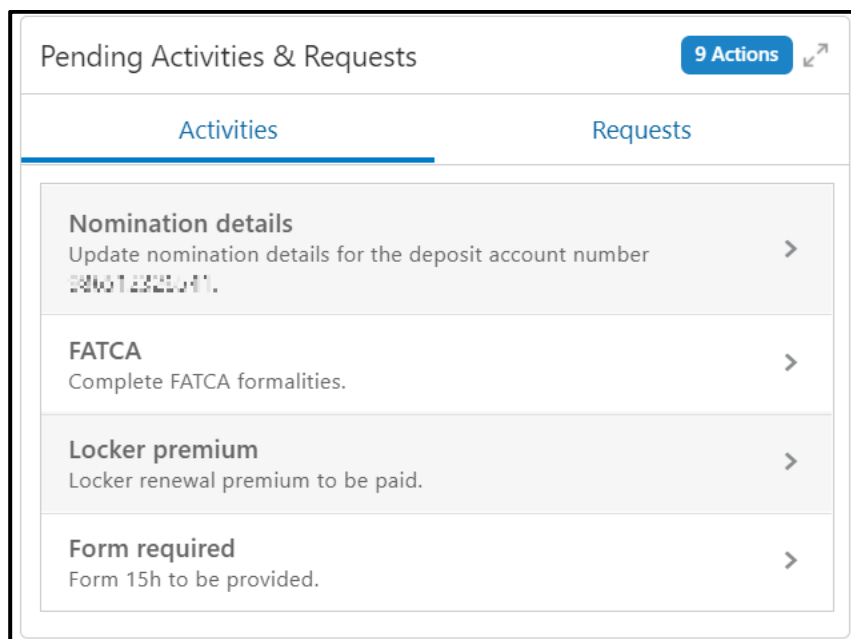 Pending Activities & Requests
9 Actions
Activities
Requests
Nomination details
Update nomination details for the deposit account number
FATCA
Complete FATCA formalities.
Locker premium
Locker renewal premium to be paid.
Form required
Form 15h to be provided.